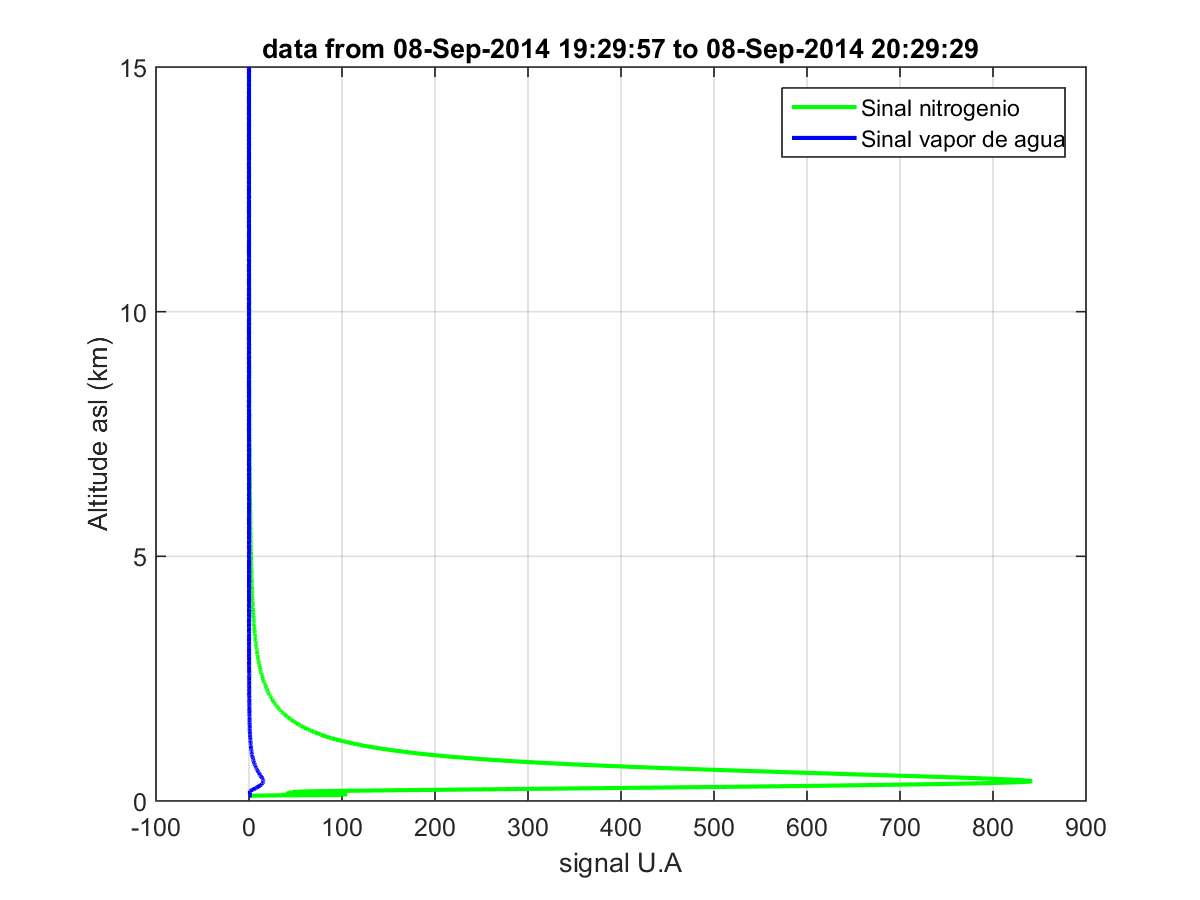 data from 08-Sep-2014 19:29:57 to 08-Sep-2014 20:29:29
Sinal nitrogenio
Sinal vapor de agua
15
10
5
0
Altitude asl (km)
-100 0 100 200 300 400 500 600 700 800 900
signal U.A